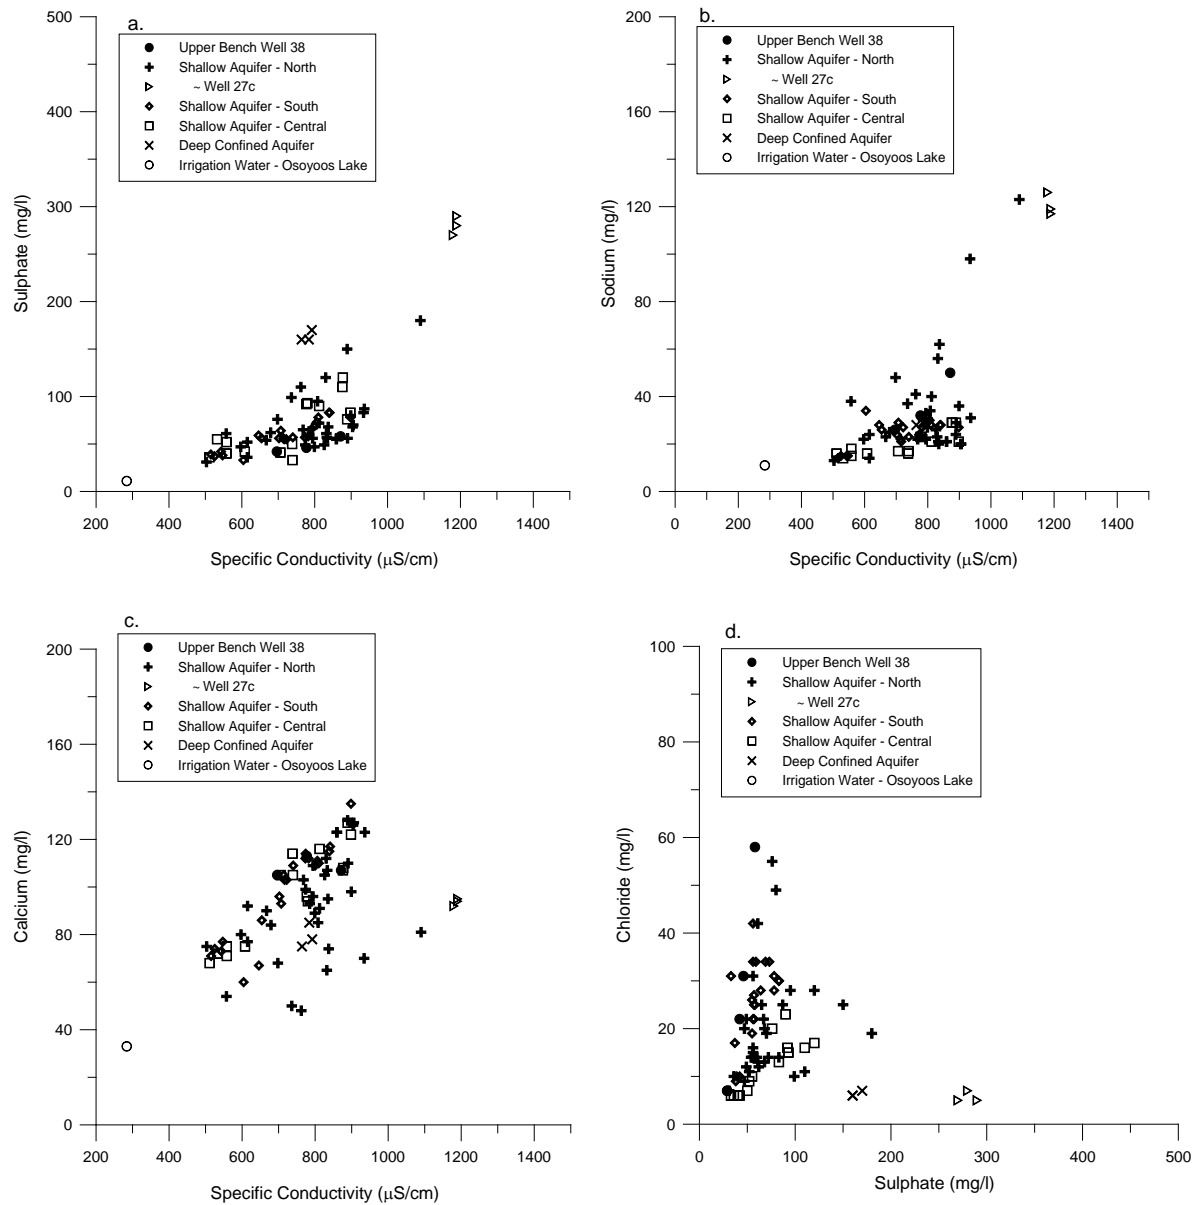 a.
500
400
300
200
100
0
Sulphate (mg/l)
Upper Bench Well 38
Shallow Aquifer - North
~ Well 27c
Shallow Aquifer - South
Shallow Aquifer - Central
Deep Confined Aquifer
Irrigation Water - Osoyoos Lake
200 400 600 800 1000 1200 1400
Specific Conductivity (μS/cm)
b.
200
160
120
80
40
0
Sodium (mg/l)
Upper Bench Well 38
Shallow Aquifer - North
~ Well 27c
Shallow Aquifer - South
Shallow Aquifer - Central
Deep Confined Aquifer
Irrigation Water - Osoyoos Lake
0 200 400 600 800 1000 1200 1400
Specific Conductivity (μS/cm)
c.
200
160
120
80
40
0
Calcium (mg/l)
Upper Bench Well 38
Shallow Aquifer - North
~ Well 27c
Shallow Aquifer - South
Shallow Aquifer - Central
Deep Confined Aquifer
Irrigation Water - Osoyoos Lake
200 400 600 800 1000 1200 1400
Specific Conductivity (μS/cm)
d.
100
80
60
40
20
0
Chloride (mg/l)
Upper Bench Well 38
Shallow Aquifer - North
~ Well 27c
Shallow Aquifer - South
Shallow Aquifer - Central
Deep Confined Aquifer
Irrigation Water - Osoyoos Lake
0 100 200 300 400 500
Sulphate (mg/l)